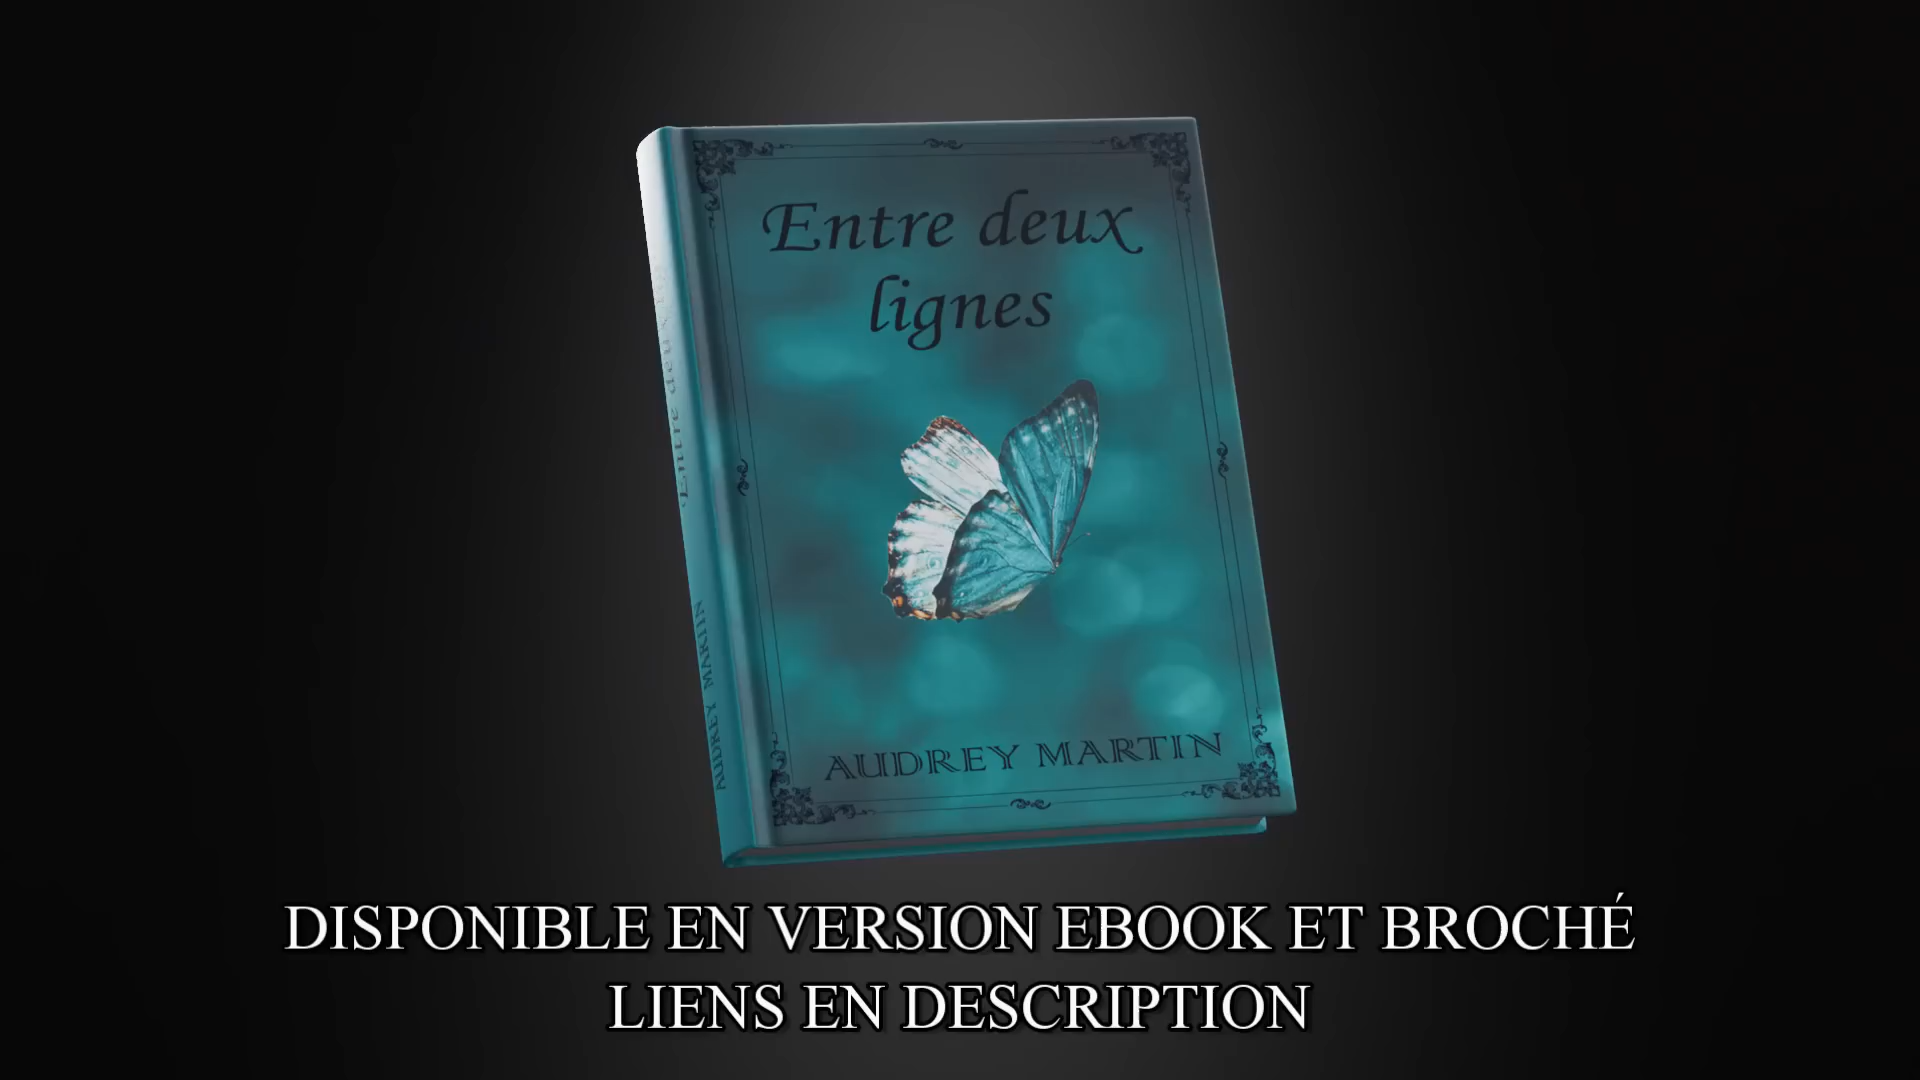 Entre deux
lignes
AUDREY MARTIN
Entre deux lignes
AUDREY MARTIN
DISPONIBLE EN VERSION EBOOK ET BROCHÉ
LIENS EN DESCRIPTION